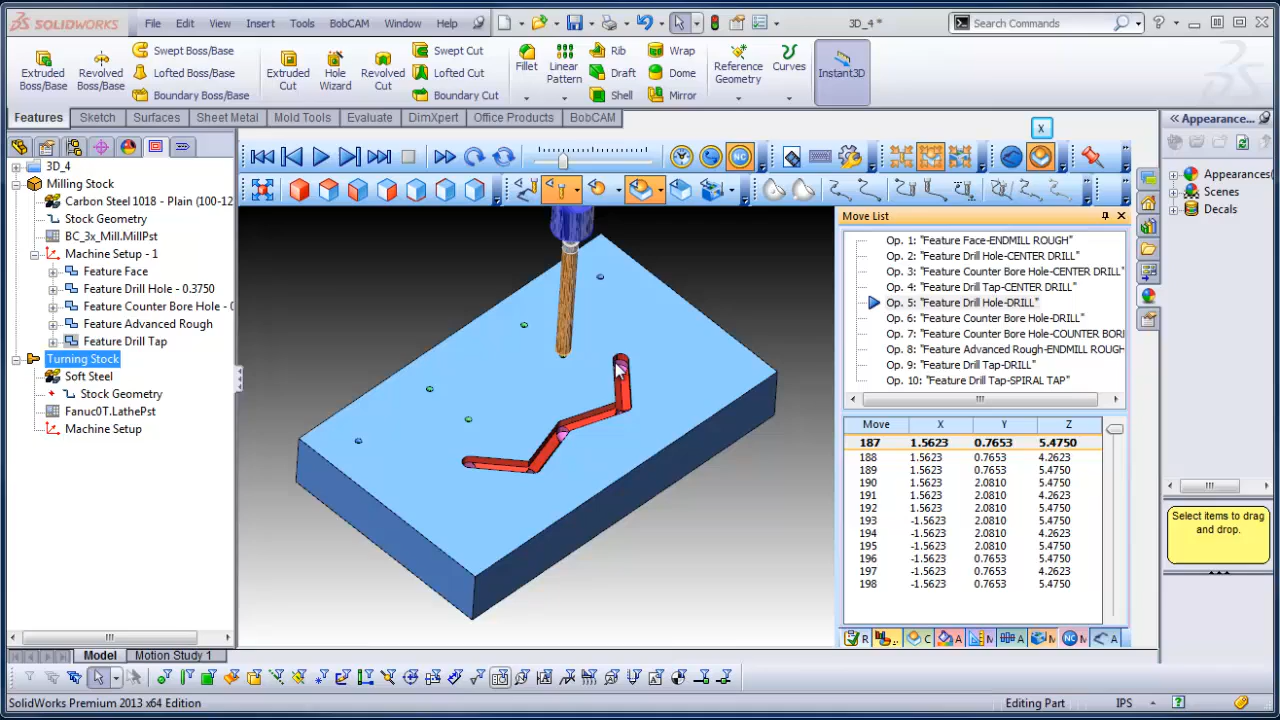 SOLIDWORKS File Edit View Insert Tools BobCAM Window Help 3D_4 * Search Commands
Extruded Boss/Base
Revolved Boss/Base
Swept Boss/Base
Lofted Boss/Base
Boundary Boss/Base
Extruded Cut
Hole Wizard
Revolved Cut
Swept Cut
Lofted Cut
Boundary Cut
Fillet
Linear Pattern
Rib
Draft
Shell
Wrap
Dome
Mirror
Reference Geometry
Curves
Instant3D
Features Sketch Surfaces Sheet Metal Mold Tools Evaluate DimXpert Office Products BobCAM
X
3D_4
Milling Stock
Carbon Steel 1018 - Plain (100-12
Stock Geometry
BC_3x_Mill.MillPst
Machine Setup - 1
Feature Face
Feature Drill Hole - 0.3750
Feature Counter Bore Hole - 0
Feature Advanced Rough
Feature Drill Tap
Turning Stock
Soft Steel
Stock Geometry
Fanuc0T.LathePst
Machine Setup
NC
Move List
Op. 1: "Feature Face-ENDMILL ROUGH"
Op. 2: "Feature Drill Hole-CENTER DRILL"
Op. 3: "Feature Counter Bore Hole-CENTER DRILL"
Op. 4: "Feature Drill Tap-CENTER DRILL"
Op. 5: "Feature Drill Hole-DRILL"
Op. 6: "Feature Counter Bore Hole-DRILL"
Op. 7: "Feature Counter Bore Hole-COUNTER BORI
Op. 8: "Feature Advanced Rough-ENDMILL ROUGH
Op. 9: "Feature Drill Tap-DRILL"
Op. 10: "Feature Drill Tap-SPIRAL TAP"
Move X Y Z
187 1.5623 0.7653 5.4750
188 1.5623 0.7653 4.2623
189 1.5623 0.7653 5.4750
190 1.5623 2.0810 5.4750
191 1.5623 2.0810 4.2623
192 1.5623 2.0810 5.4750
193 -1.5623 2.0810 5.4750
194 -1.5623 2.0810 4.2623
195 -1.5623 2.0810 5.4750
196 -1.5623 0.7653 5.4750
197 -1.5623 0.7653 4.2623
198 -1.5623 0.7653 5.4750
R C A M A M NC M A
Appearance...
Appearances
Scenes
Decals
Select items to drag and drop.
Model Motion Study 1
SolidWorks Premium 2013 x64 Edition Editing Part IPS